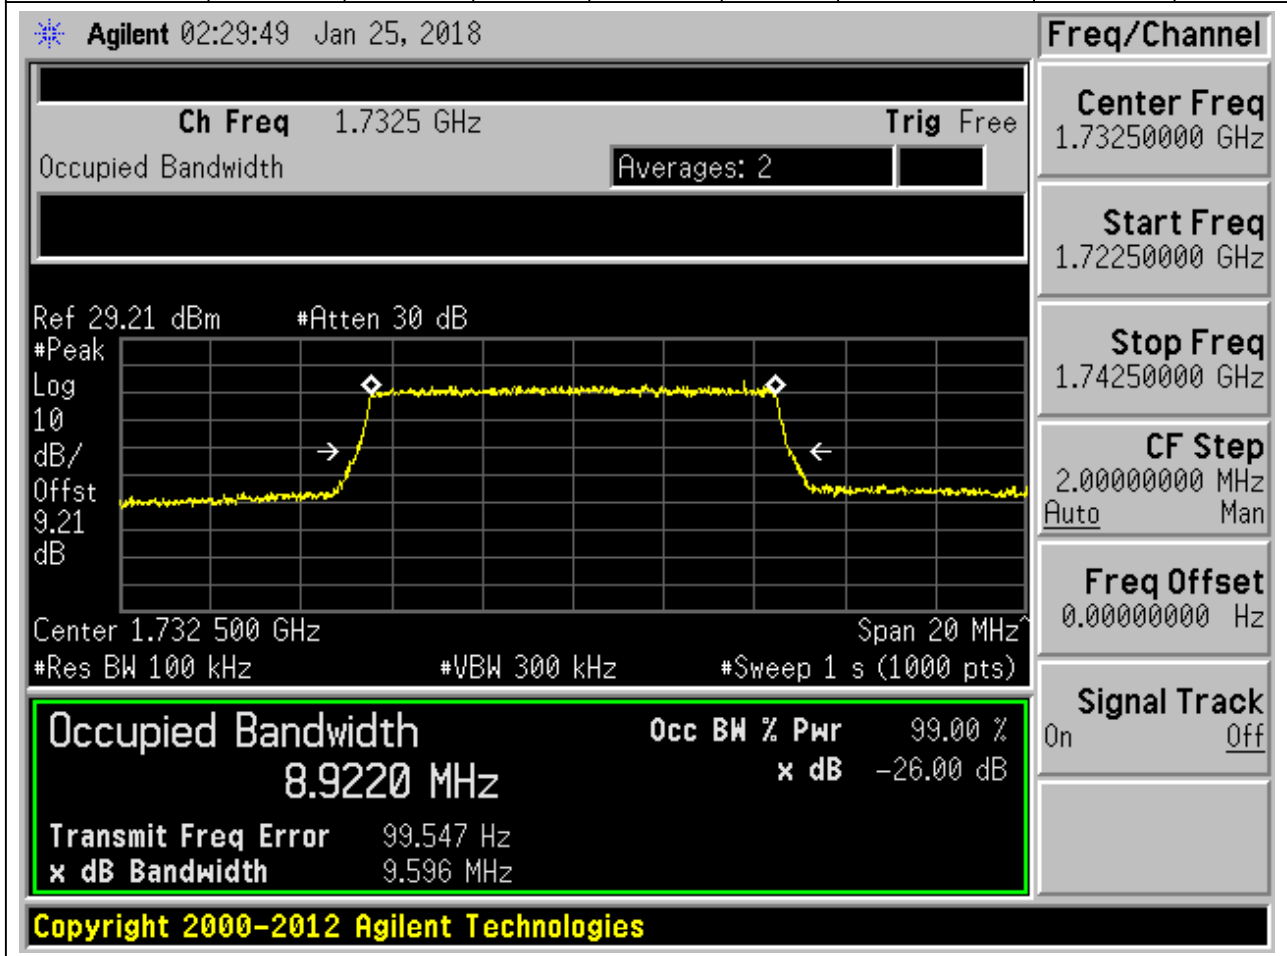 Agilent 02:29:49 Jan 25, 2018
Freq/Channel
Ch Freq 1.7325 GHz Trig Free
Occupied Bandwidth Averages: 2
Center Freq
1.73250000 GHz
Start Freq
1.72250000 GHz
Stop Freq
1.74250000 GHz
CF Step
2.00000000 MHz
Auto Man
Freq Offset
0.00000000 Hz
Signal Track
On Off
Ref 29.21 dBm #Atten 30 dB
#Peak
Log
10
dB/
Offst
9.21
dB
Center 1.732 500 GHz Span 20 MHz^
#Res BW 100 kHz #VBW 300 kHz #Sweep 1 s (1000 pts)
Occupied Bandwidth
8.9220 MHz
Occ BW % Pwr 99.00 %
x dB -26.00 dB
Transmit Freq Error 99.547 Hz
x dB Bandwidth 9.596 MHz
Copyright 2000-2012 Agilent Technologies